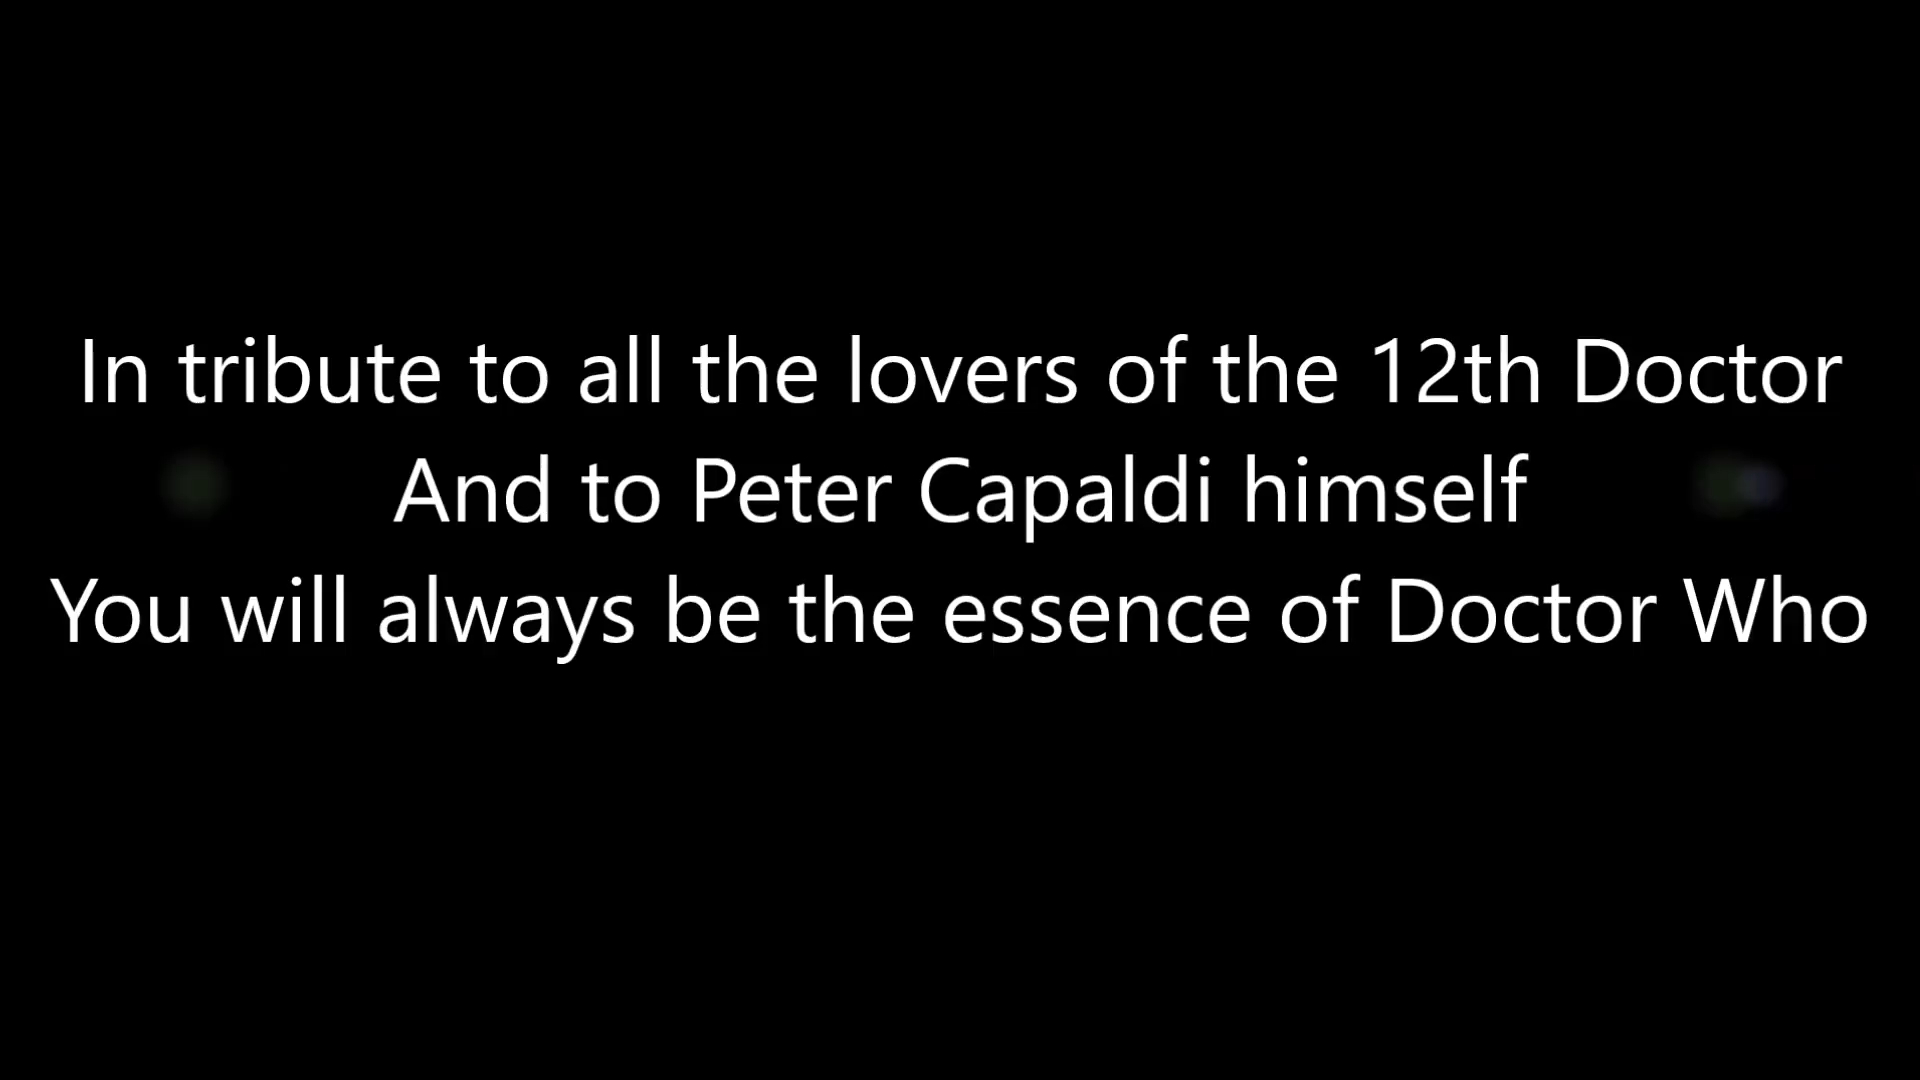 In tribute to all the lovers of the 12th Doctor
And to Peter Capaldi himself
You will always be the essence of Doctor Who